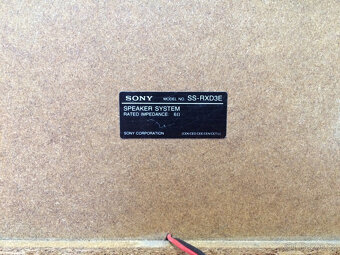 SONY MODEL NO. SS-RXD3E
SPEAKER SYSTEM
RATED IMPEDANCE 6Ω
SONY CORPORATION